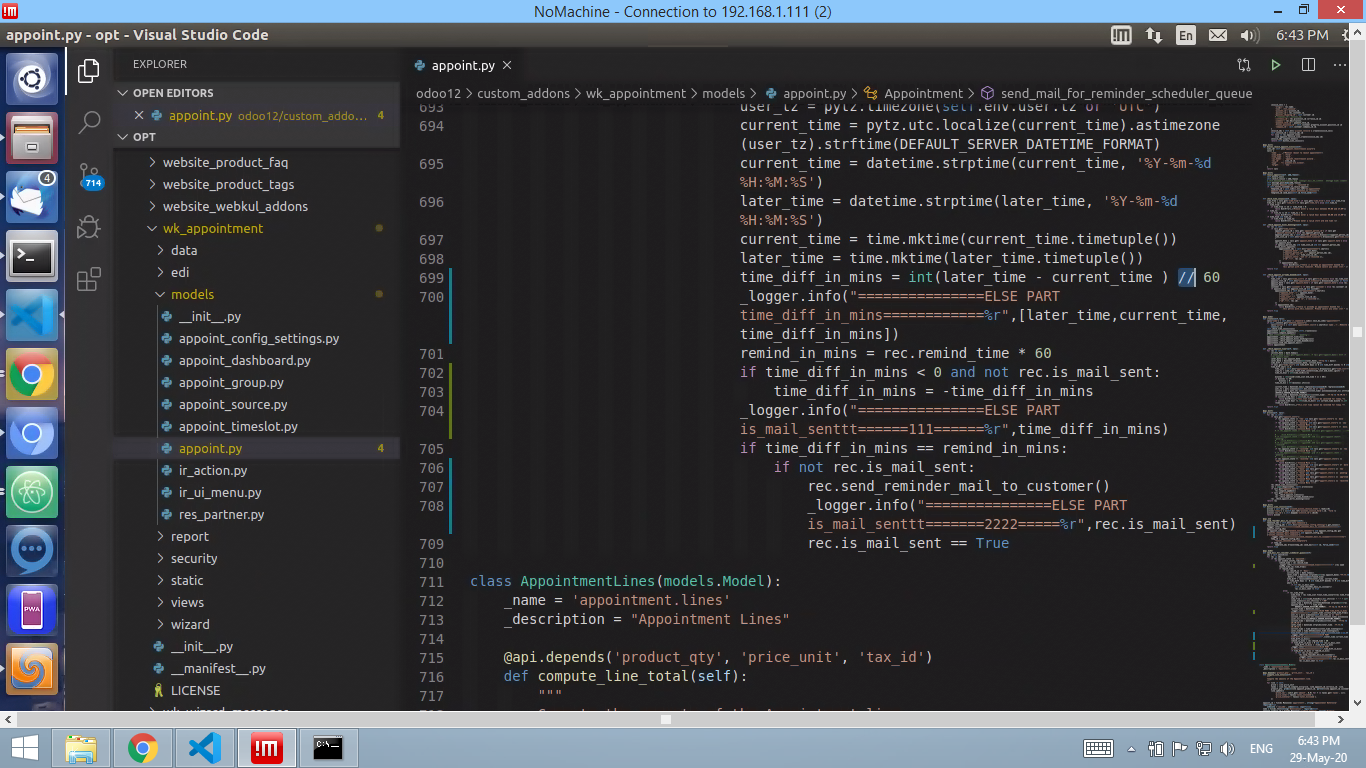 NoMachine - Connection to 192.168.1.111 (2)
appoint.py - opt - Visual Studio Code
En
6:43 PM
EXPLORER
OPEN EDITORS
appoint.py odoo12/custom_addo... 4
OPT
website_product_faq
website_product_tags
website_webkul_addons
wk_appointment
data
edi
models
__init__.py
appoint_config_settings.py
appoint_dashboard.py
appoint_group.py
appoint_source.py
appoint_timeslot.py
appoint.py 4
ir_action.py
ir_ui_menu.py
res_partner.py
report
security
static
views
wizard
__init__.py
__manifest__.py
LICENSE
4
714
PWA
appoint.py
odoo12 > custom_addons > wk_appointment > models > appoint.py > Appointment > send_mail_for_reminder_scheduler_queue
693 user_tz = pytz.timezone(self.env.user.tz or 'UTC')
694 current_time = pytz.utc.localize(current_time).astimezone
(user_tz).strftime(DEFAULT_SERVER_DATETIME_FORMAT)
695 current_time = datetime.strptime(current_time, '%Y-%m-%d
%H:%M:%S')
696 later_time = datetime.strptime(later_time, '%Y-%m-%d
%H:%M:%S')
697 current_time = time.mktime(current_time.timetuple())
698 later_time = time.mktime(later_time.timetuple())
699 time_diff_in_mins = int(later_time - current_time ) // 60
700 _logger.info("===============ELSE PART
time_diff_in_mins============%r",[later_time,current_time,
time_diff_in_mins])
701 remind_in_mins = rec.remind_time * 60
702 if time_diff_in_mins < 0 and not rec.is_mail_sent:
703 time_diff_in_mins = -time_diff_in_mins
704 _logger.info("===============ELSE PART
is_mail_senttt======111======%r",time_diff_in_mins)
705 if time_diff_in_mins == remind_in_mins:
706 if not rec.is_mail_sent:
707 rec.send_reminder_mail_to_customer()
708 _logger.info("===============ELSE PART
is_mail_senttt=======2222=====%r",rec.is_mail_sent)
709 rec.is_mail_sent == True
710
711 class AppointmentLines(models.Model):
712 _name = 'appointment.lines'
713 _description = "Appointment Lines"
714
715 @api.depends('product_qty', 'price_unit', 'tax_id')
716 def compute_line_total(self):
717 """
ENG
6:43 PM
29-May-20